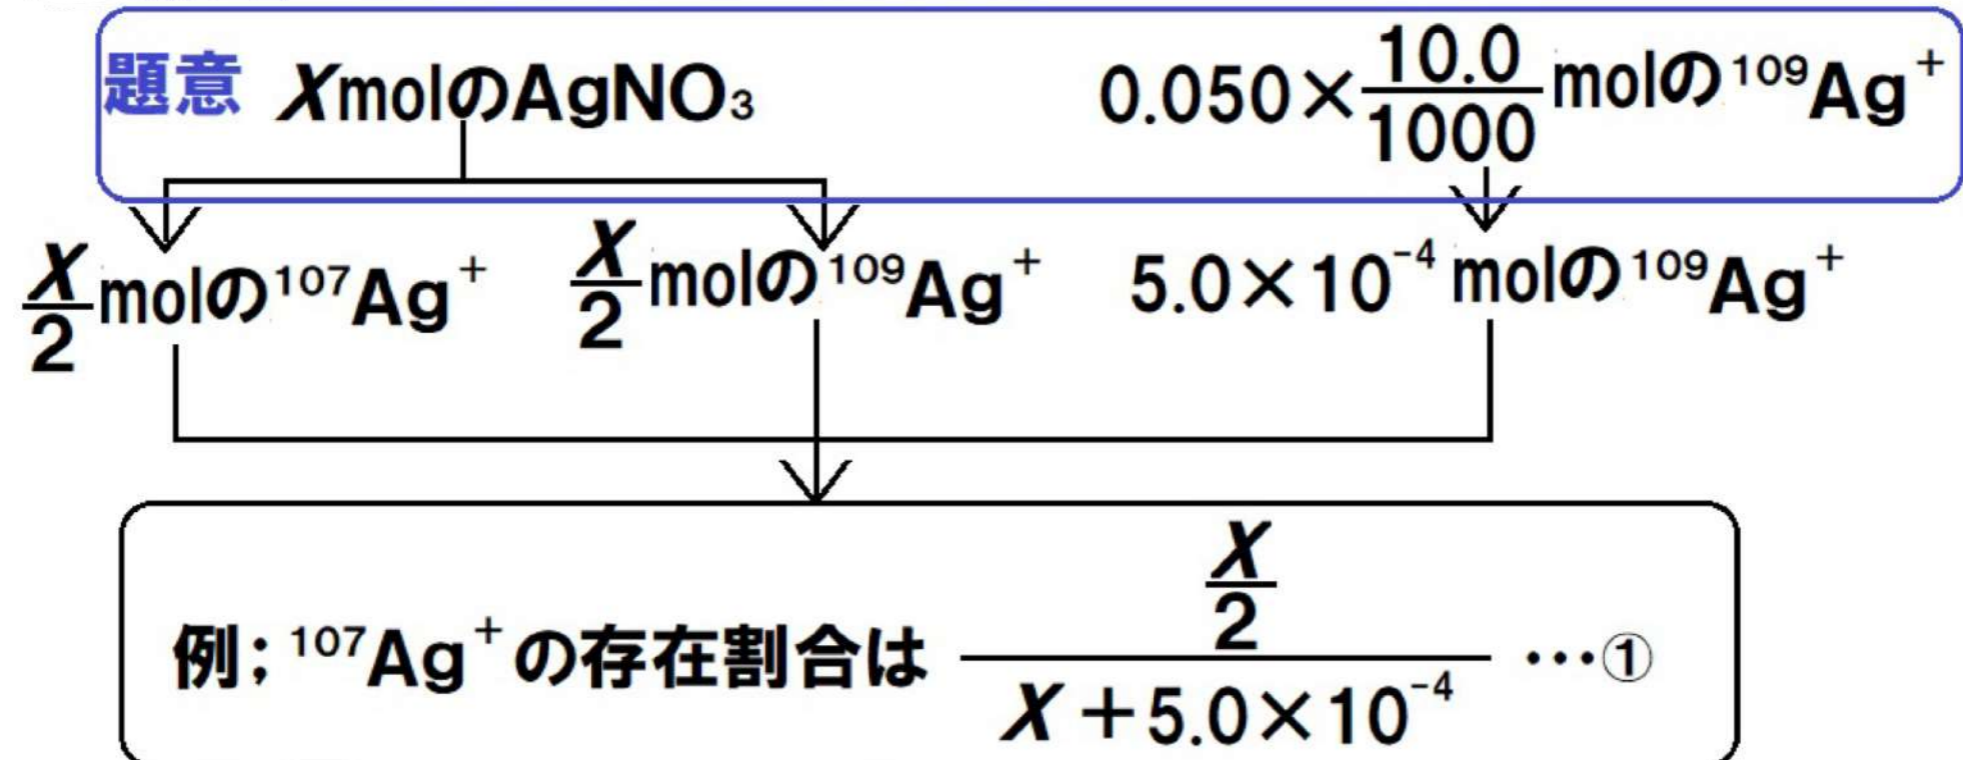 題意 XmolのAgNO₃ 0.050×10.0/1000 molの¹⁰⁹Ag⁺
X/2 molの¹⁰⁷Ag⁺ X/2 molの¹⁰⁹Ag⁺ 5.0×10⁻⁴ molの¹⁰⁹Ag⁺
例;¹⁰⁷Ag⁺の存在割合は (X/2)/(X+5.0×10⁻⁴) …①